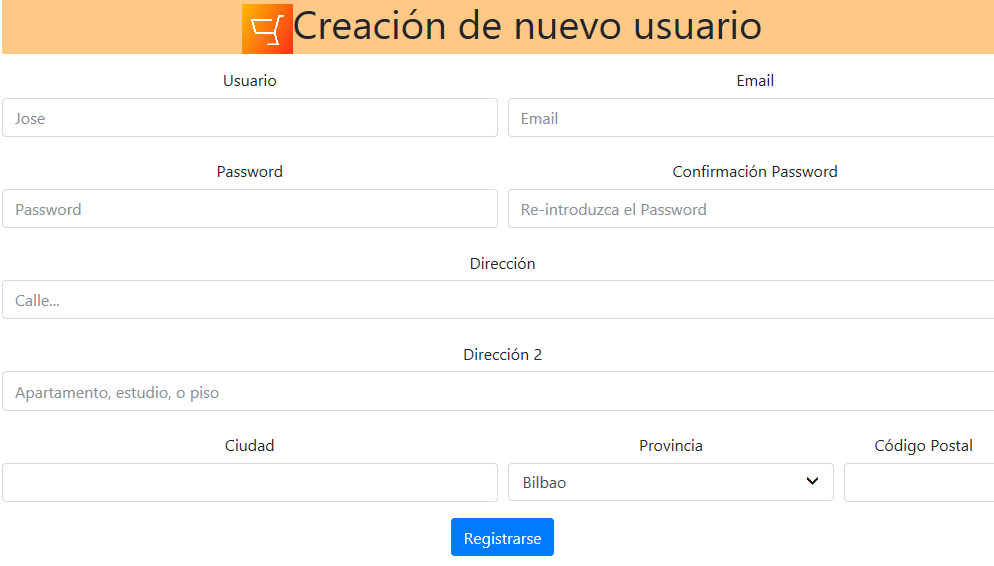 Creación de nuevo usuario
Usuario Email
Jose Email
Password Confirmación Password
Password Re-introduzca el Password
Dirección
Calle...
Dirección 2
Apartamento, estudio, o piso
Ciudad Provincia Código Postal
Bilbao
Registrarse